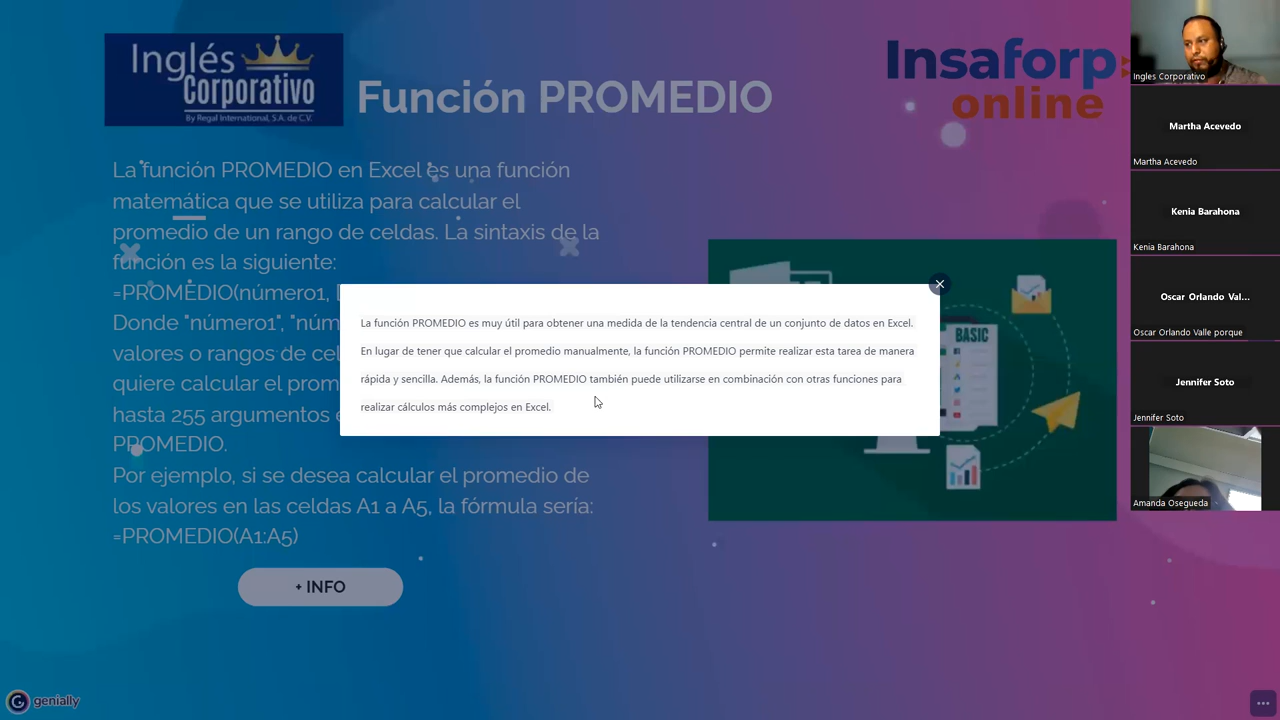 Inglés
Corporativo
By Regal International, S.A. de C.V.
Función PROMEDIO
Insaforp
online
La función PROMEDIO en Excel es una función
matemática que se utiliza para calcular el
promedio de un rango de celdas. La sintaxis de la
función es la siguiente:
=PROMEDIO(número1,
Donde "número1",
valores o rangos de
quiere calcular el
hasta 255 argumentos
PROMEDIO.
Por ejemplo, si se desea calcular el promedio de
los valores en las celdas A1 a A5, la fórmula sería:
=PROMEDIO(A1:A5)
+ INFO
La función PROMEDIO es muy útil para obtener una medida de la tendencia central de un conjunto de datos en Excel.
En lugar de tener que calcular el promedio manualmente, la función PROMEDIO permite realizar esta tarea de manera
rápida y sencilla. Además, la función PROMEDIO también puede utilizarse en combinación con otras funciones para
realizar cálculos más complejos en Excel.
BASIC
genially
Ingles Corporativo
Martha Acevedo
Martha Acevedo
Kenia Barahona
Kenia Barahona
Oscar Orlando Val...
Oscar Orlando Valle porque
Jennifer Soto
Jennifer Soto
Amanda Osegueda